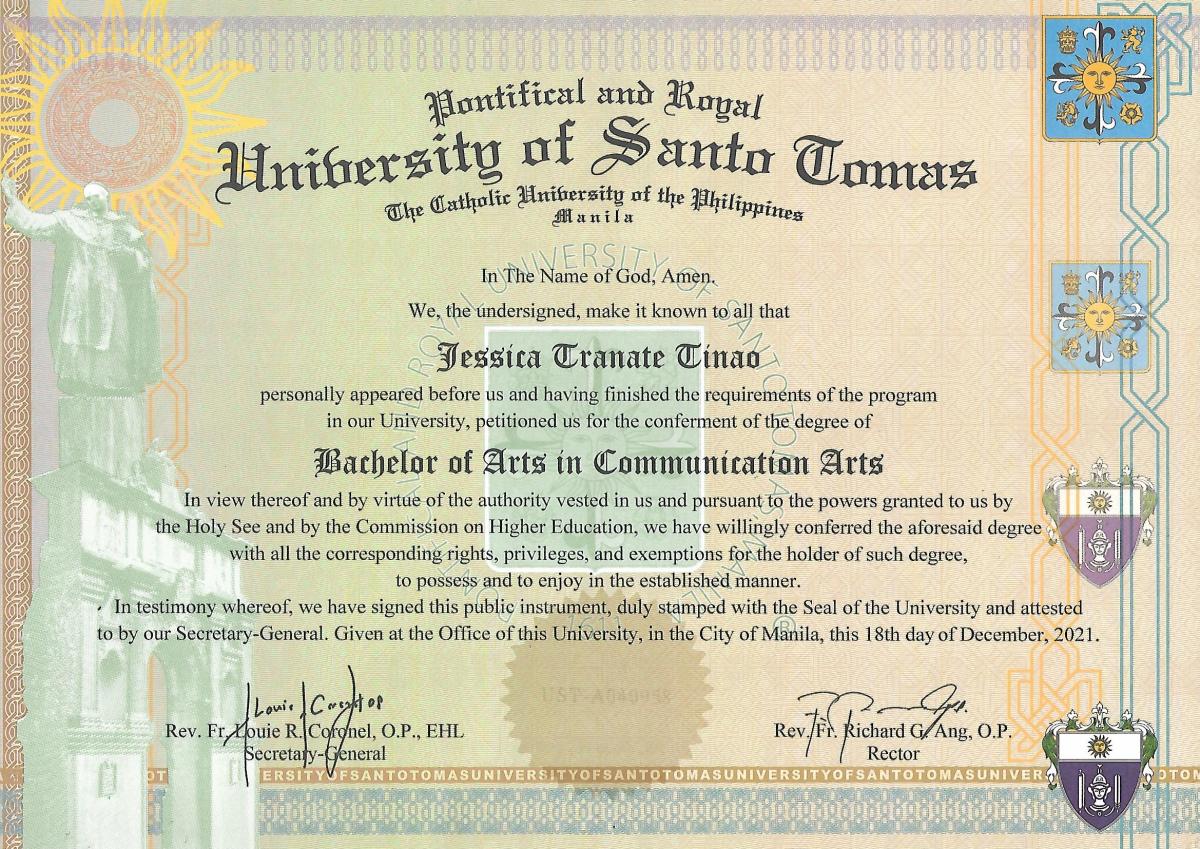 Pontifical and Royal
University of Santo Tomas
The Catholic University of the Philippines
Manila
In The Name of God, Amen.
We, the undersigned, make it known to all that
Jessica Tranate Tinao
personally appeared before us and having finished the requirements of the program
in our University, petitioned us for the conferment of the degree of
Bachelor of Arts in Communication Arts
In view thereof and by virtue of the authority vested in us and pursuant to the powers granted to us by
the Holy See and by the Commission on Higher Education, we have willingly conferred the aforesaid degree
with all the corresponding rights, privileges, and exemptions for the holder of such degree,
to possess and to enjoy in the established manner.
In testimony whereof, we have signed this public instrument, duly stamped with the Seal of the University and attested
to by our Secretary-General. Given at the Office of this University, in the City of Manila, this 18th day of December, 2021.
1611
UST-A040958
Rev. Fr. Louie R. Coronel, O.P., EHL
Secretary-General
Rev. Fr. Richard G. Ang, O.P.
Rector
ERSITYOFSANTOTOMASUNIVERSITYOFSANTOTOMASUNIVERSITYOFSANTOTOMASUNIVER